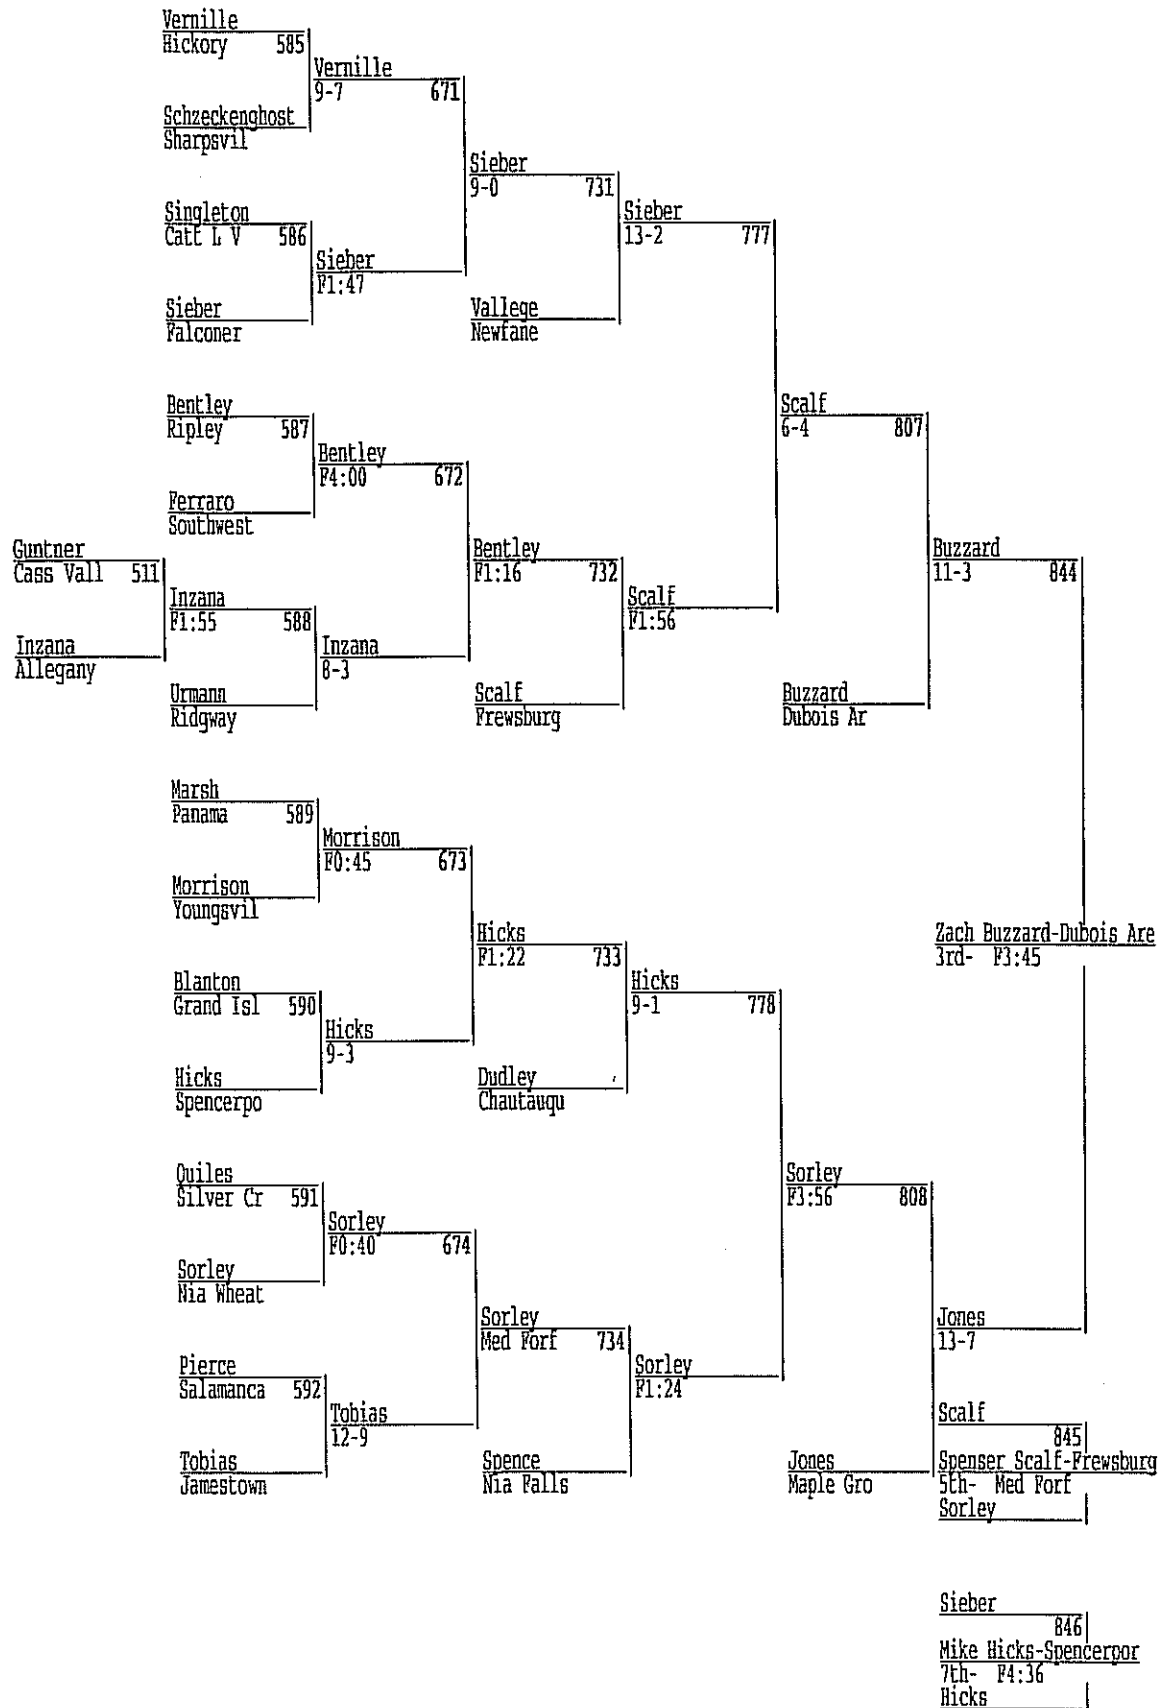 Vernille
Hickory 585
Vernille
9-7 671
Schzeckenghost
Sharpsvil
Sieber
9-0 731
Singleton
Catt L V 586
Sieber
13-2 777
Sieber
F1:47
Sieber
Falconer
Vallege
Newfane
Bentley
Ripley 587
Scalf
6-4 807
Bentley
F4:00 672
Ferraro
Southwest
Guntner
Cass Vall 511
Bentley
F1:16 732
Buzzard
11-3 844
Inzana
F1:55 588
Scalf
F1:56
Inzana
Allegany
Inzana
8-3
Urmann
Ridgway
Scalf
Frewsburg
Buzzard
Dubois Ar
Marsh
Panama 589
Morrison
F0:45 673
Morrison
Youngsvil
Hicks
F1:22 733
Zach Buzzard-Dubois Are
3rd- F3:45
Blanton
Grand Isl 590
Hicks
9-1 778
Hicks
9-3
Hicks
Spencerpo
Dudley
Chautauqu
Quiles
Silver Cr 591
Sorley
F3:56 808
Sorley
F0:40 674
Sorley
Nia Wheat
Sorley
Med Forf 734
Jones
13-7
Pierce
Salamanca 592
Sorley
F1:24
Tobias
12-9
Scalf
845
Tobias
Jamestown
Spence
Nia Falls
Jones
Maple Gro
Spenser Scalf-Frewsburg
5th- Med Forf
Sorley
Sieber
846
Mike Hicks-Spencerpor
7th- F4:36
Hicks